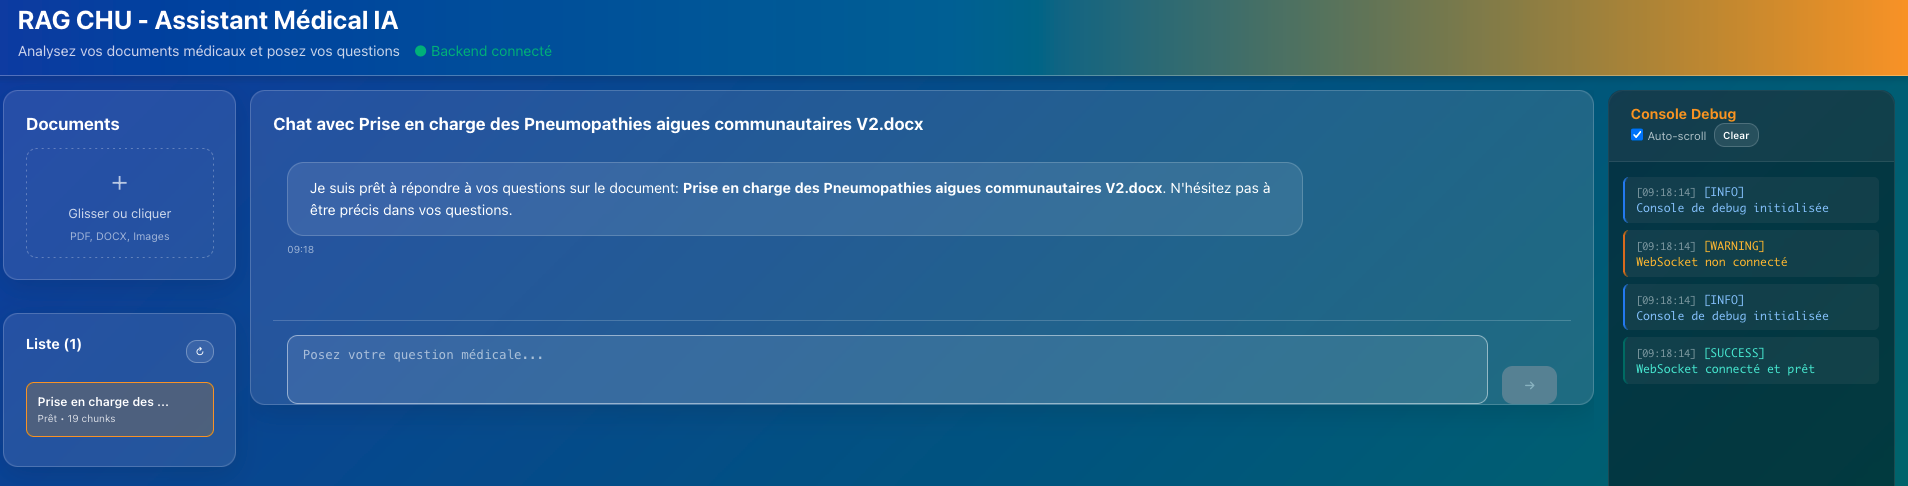 RAG CHU - Assistant Médical IA
Analysez vos documents médicaux et posez vos questions
Backend connecté
Documents
+
Glisser ou cliquer
PDF, DOCX, Images
Liste (1)
Prise en charge des ...
Prêt • 19 chunks
Chat avec Prise en charge des Pneumopathies aigues communautaires V2.docx
Je suis prêt à répondre à vos questions sur le document: Prise en charge des Pneumopathies aigues communautaires V2.docx. N'hésitez pas à
être précis dans vos questions.
09:18
Posez votre question médicale...
→
Console Debug
Auto-scroll
Clear
[09:18:14] [INFO]
Console de debug initialisée
[09:18:14] [WARNING]
WebSocket non connecté
[09:18:14] [INFO]
Console de debug initialisée
[09:18:14] [SUCCESS]
WebSocket connecté et prêt